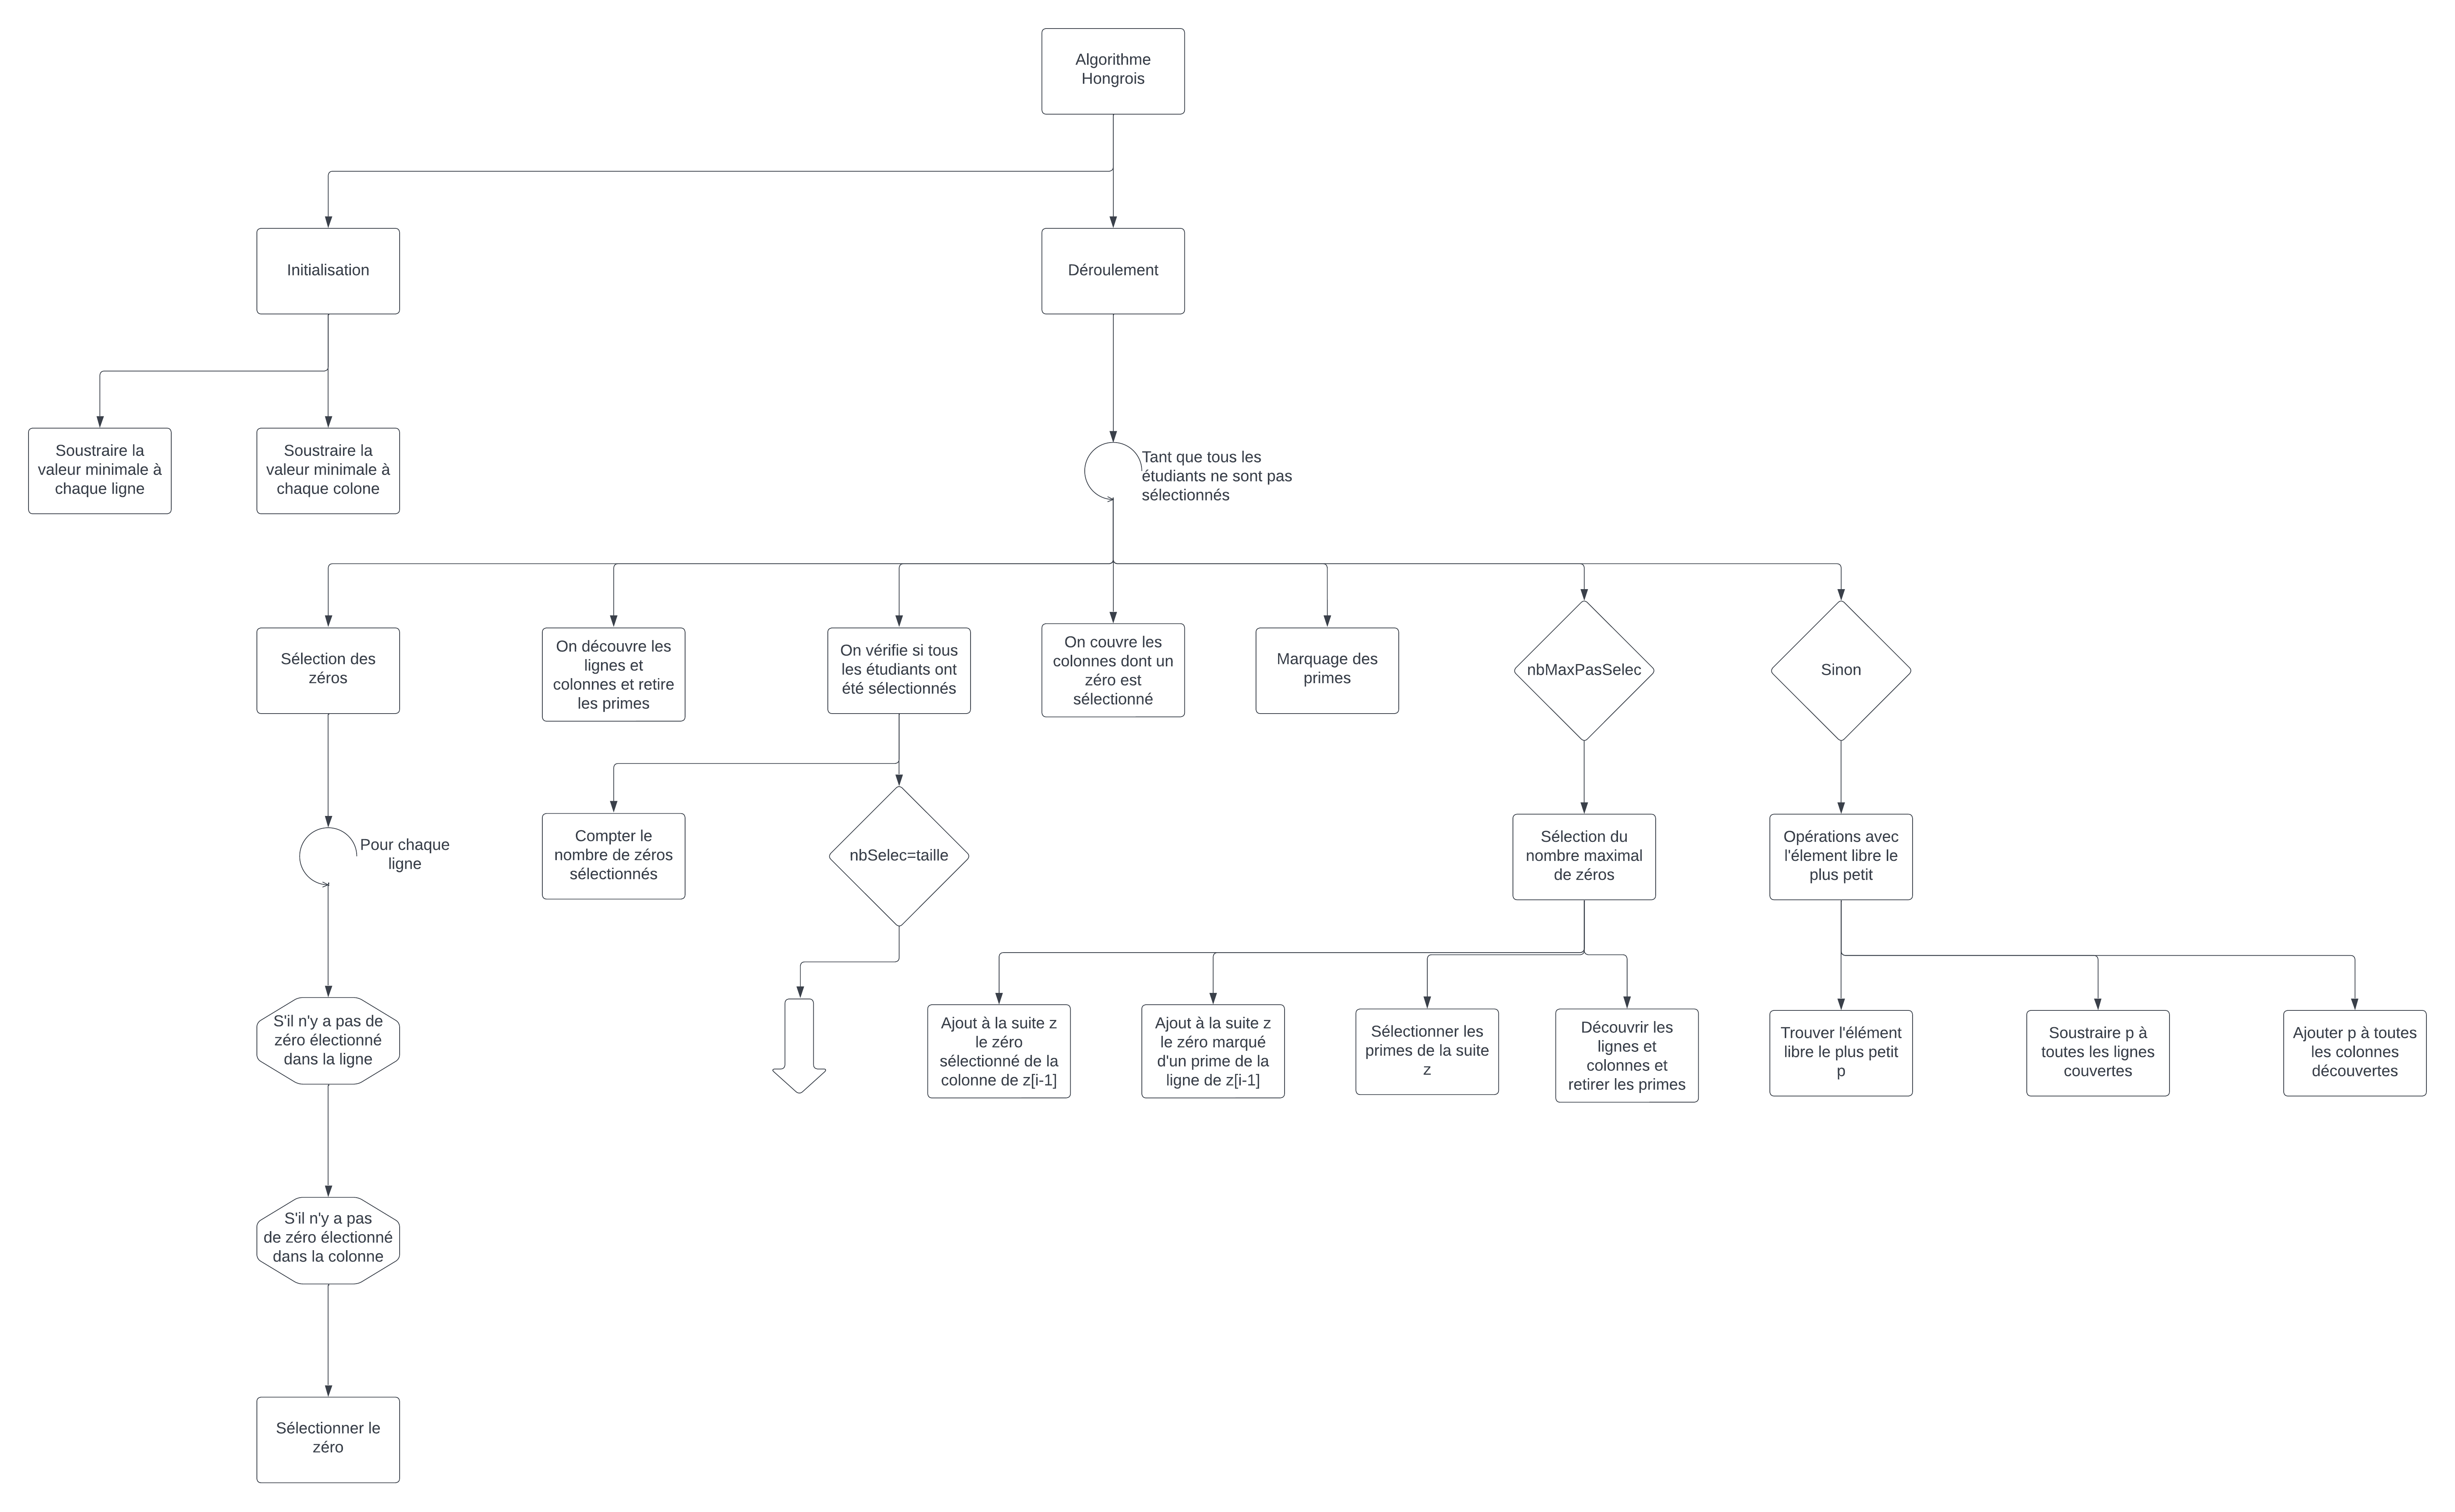 Algorithme
Hongrois
Initialisation
Déroulement
Soustraire la
valeur minimale à
chaque ligne
Soustraire la
valeur minimale à
chaque colone
Tant que tous les
étudiants ne sont pas
sélectionnés
Sélection des
zéros
On découvre les
lignes et
colonnes et retire
les primes
On vérifie si tous
les étudiants ont
été sélectionnés
On couvre les
colonnes dont un
zéro est
sélectionné
Marquage des
primes
nbMaxPasSelec
Sinon
Pour chaque
ligne
Compter le
nombre de zéros
sélectionnés
nbSelec=taille
Sélection du
nombre maximal
de zéros
Opérations avec
l'élement libre le
plus petit
S'il n'y a pas de
zéro électionné
dans la ligne
Ajout à la suite z
le zéro
sélectionné de la
colonne de z[i-1]
Ajout à la suite z
le zéro marqué
d'un prime de la
ligne de z[i-1]
Sélectionner les
primes de la suite
z
Découvrir les
lignes et
colonnes et
retirer les primes
Trouver l'élément
libre le plus petit
p
Soustraire p à
toutes les lignes
couvertes
Ajouter p à toutes
les colonnes
découvertes
S'il n'y a pas
de zéro électionné
dans la colonne
Sélectionner le
zéro